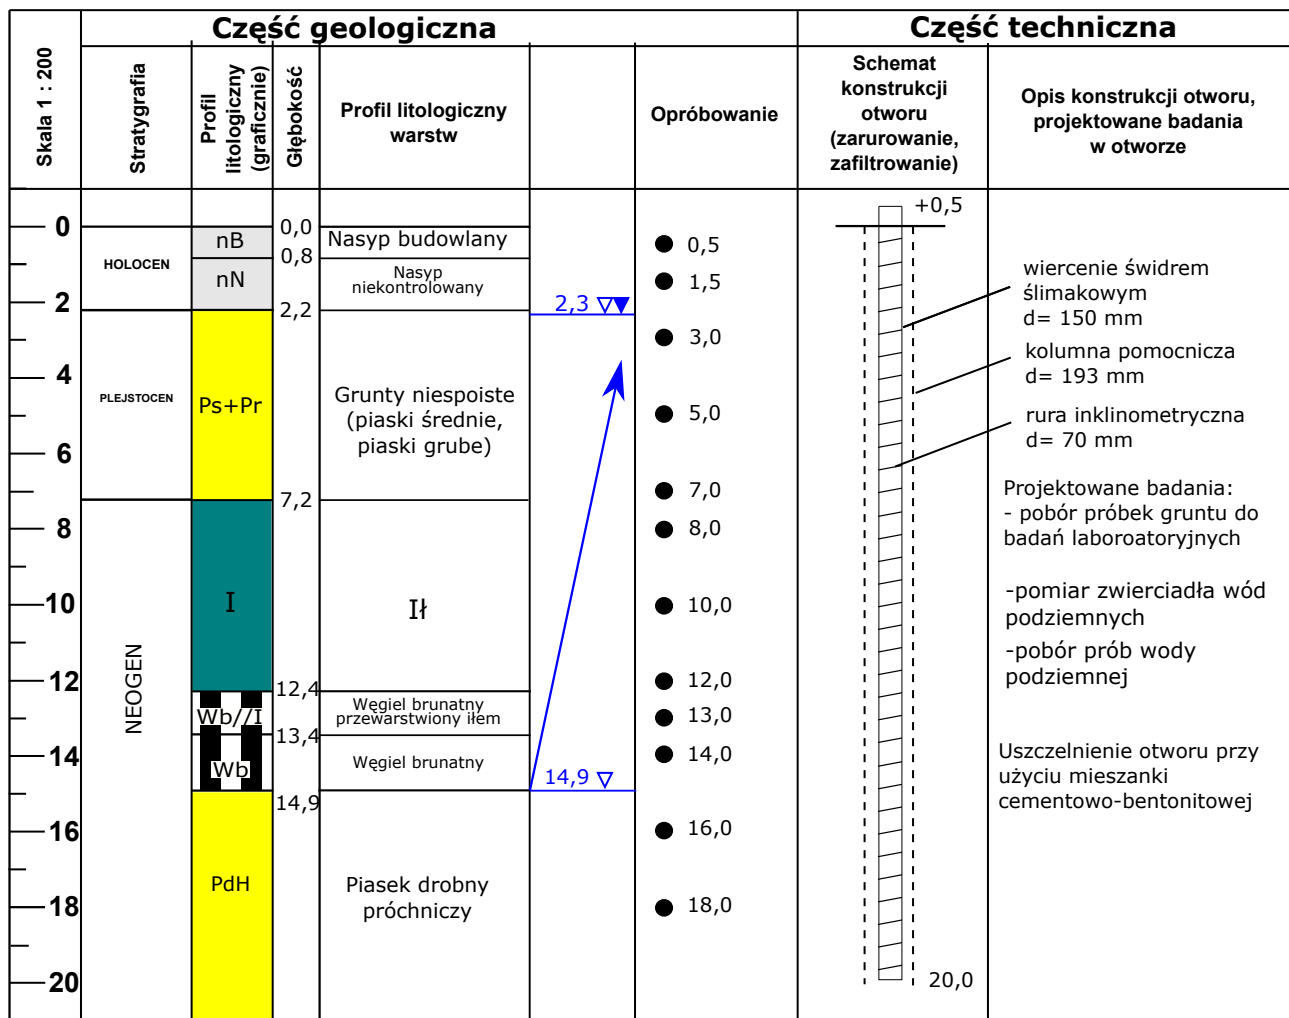 Część geologiczna
Część techniczna
Skala 1 : 200
Stratygrafia
Profil
litologiczny
(graficznie)
Głębokość
Profil litologiczny
warstw
Opróbowanie
Schemat
konstrukcji
otworu
(zarurowanie,
zafiltrowanie)
Opis konstrukcji otworu,
projektowane badania
w otworze
0
2
4
6
8
10
12
14
16
18
20
HOLOCEN
PLEJSTOCEN
NEOGEN
nB
nN
Ps+Pr
I
Wb//I
Wb
PdH
0,0
0,8
2,2
7,2
12,4
13,4
14,9
Nasyp budowlany
Nasyp
niekontrolowany
Grunty niespoiste
(piaski średnie,
piaski grube)
Ił
Węgiel brunatny
przewarstwiony iłem
Węgiel brunatny
Piasek drobny
próchniczy
2,3
14,9
0,5
1,5
3,0
5,0
7,0
8,0
10,0
12,0
13,0
14,0
16,0
18,0
+0,5
20,0
wiercenie świdrem
ślimakowym
d= 150 mm
kolumna pomocnicza
d= 193 mm
rura inklinometryczna
d= 70 mm
Projektowane badania:
- pobór próbek gruntu do
badań laboroatoryjnych
-pomiar zwierciadła wód
podziemnych
-pobór prób wody
podziemnej
Uszczelnienie otworu przy
użyciu mieszanki
cementowo-bentonitowej